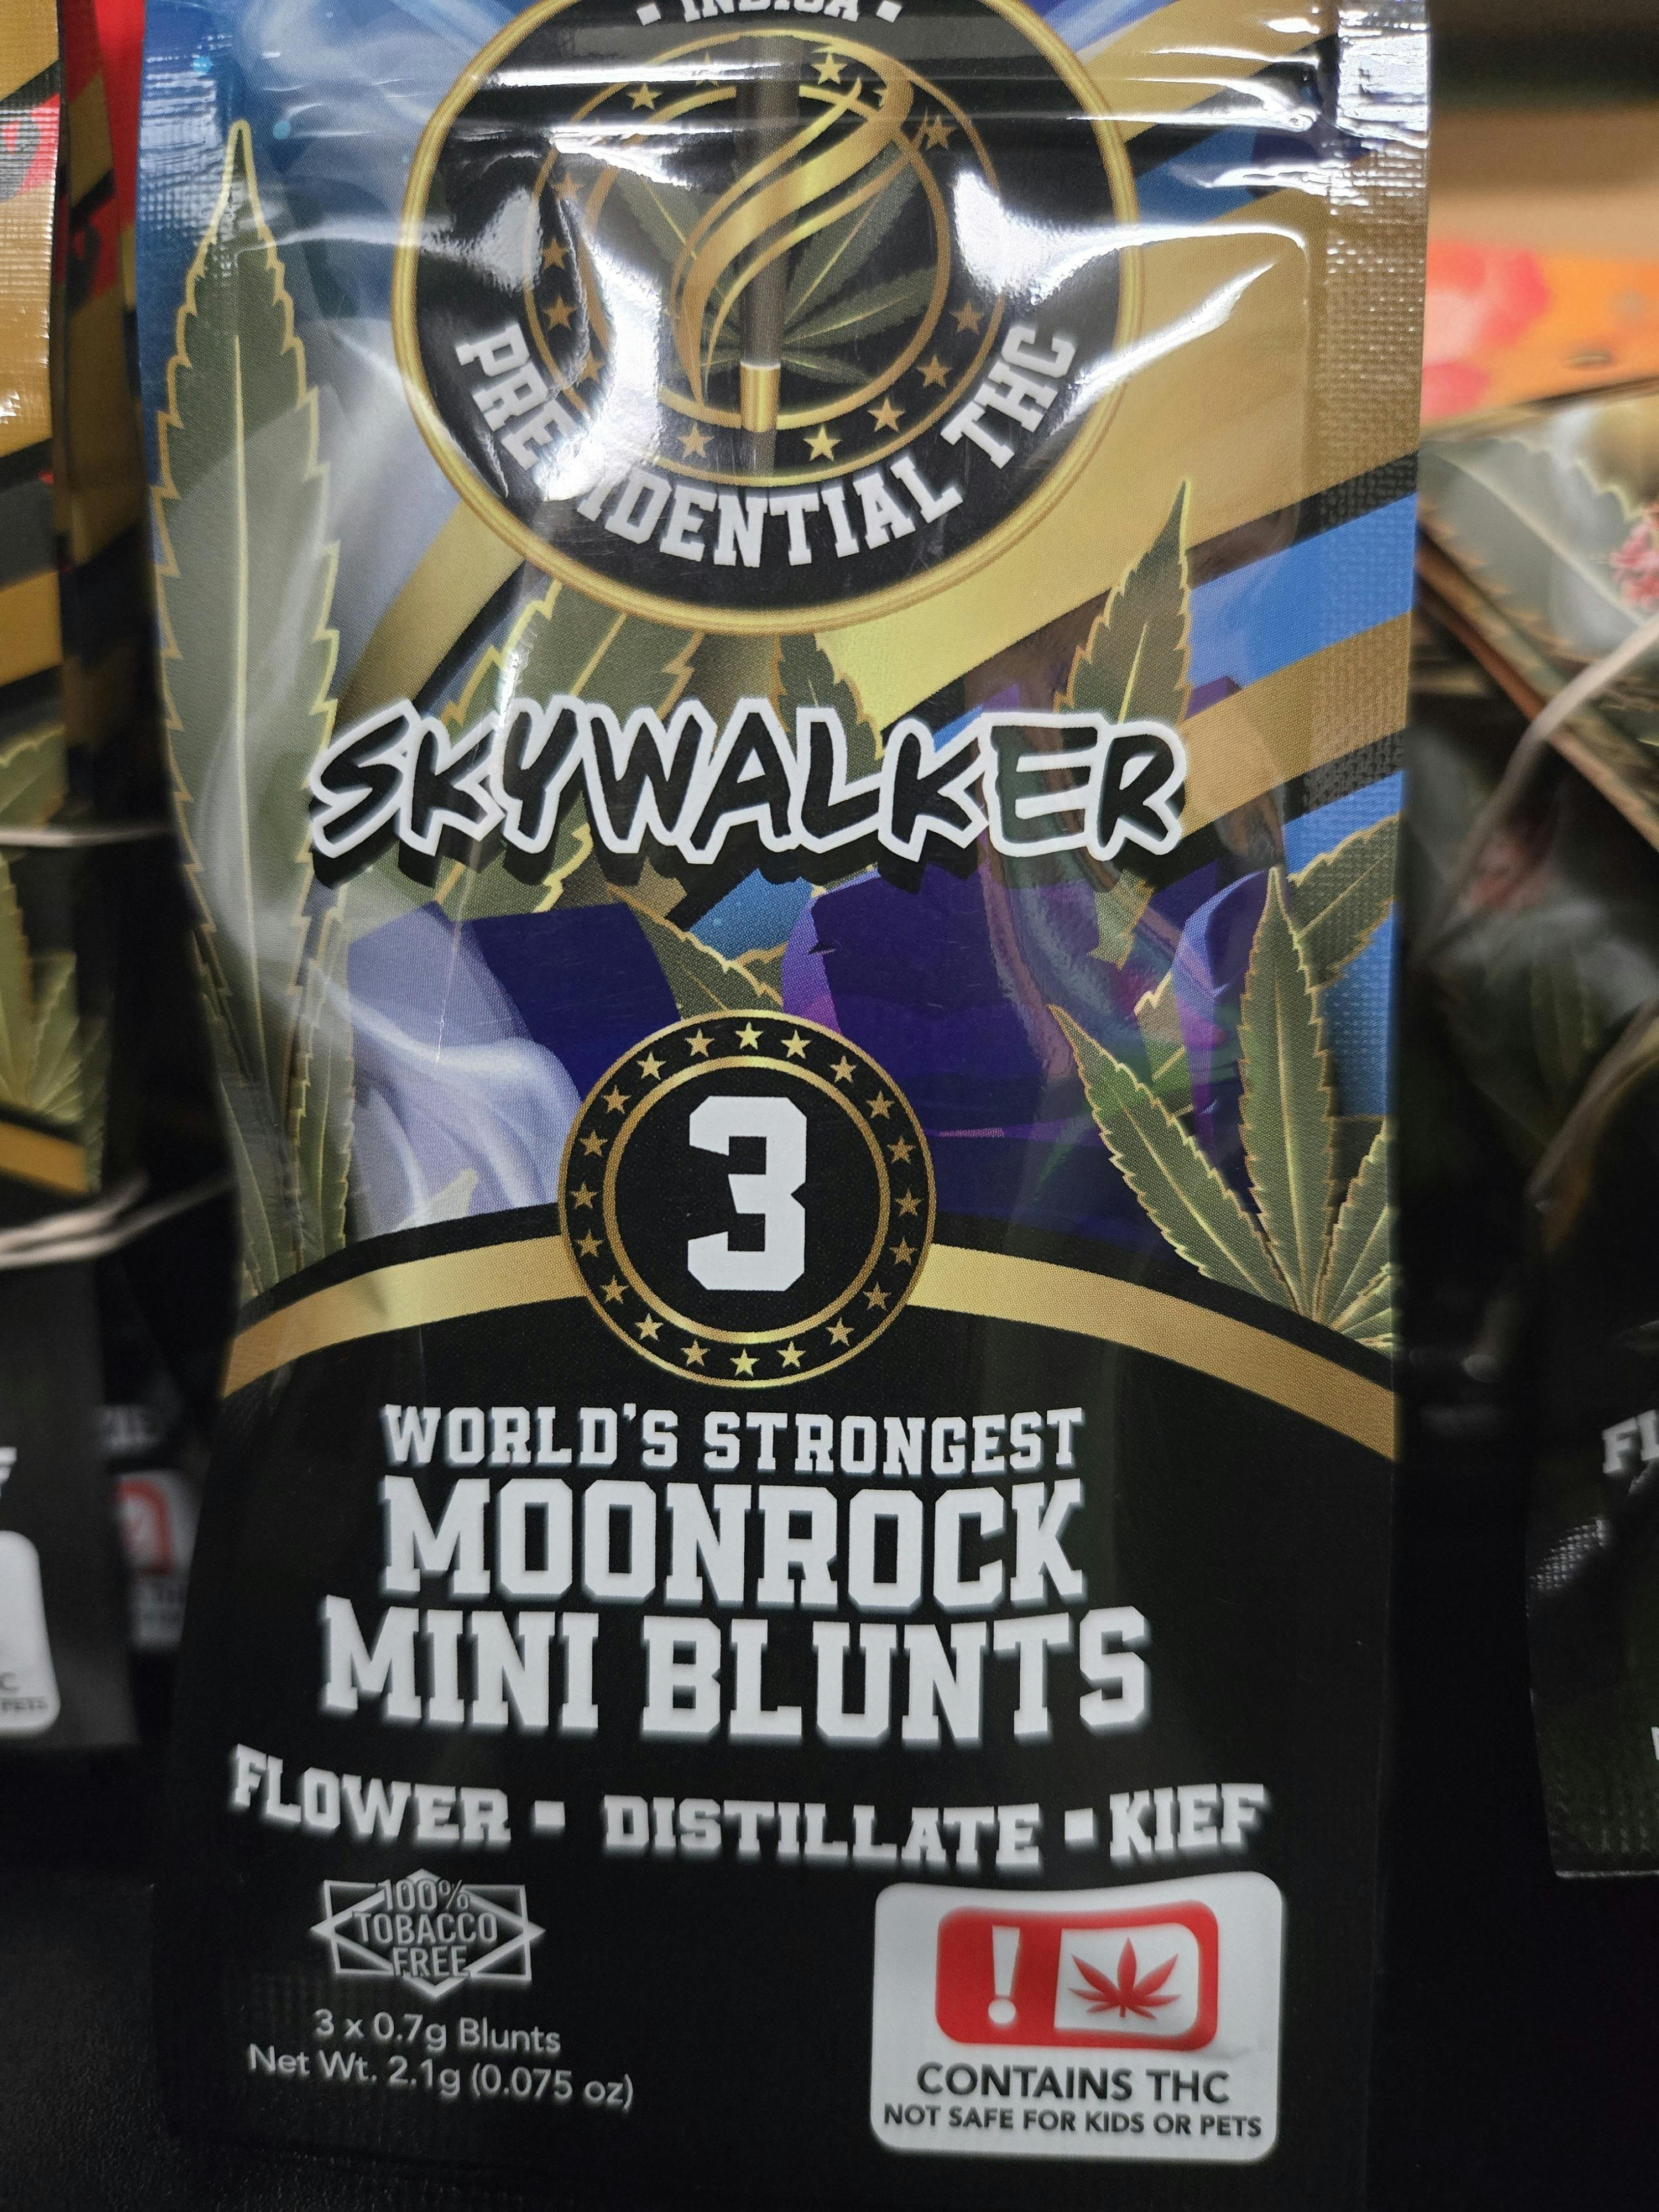 • INDICA •
PRESIDENTIAL THC
SKYWALKER
3
WORLD'S STRONGEST
MOONROCK
MINI BLUNTS
FLOWER • DISTILLATE • KIEF
100%
TOBACCO
FREE
3 x 0.7g Blunts
Net Wt. 2.1g (0.075 oz)
!
CONTAINS THC
NOT SAFE FOR KIDS OR PETS